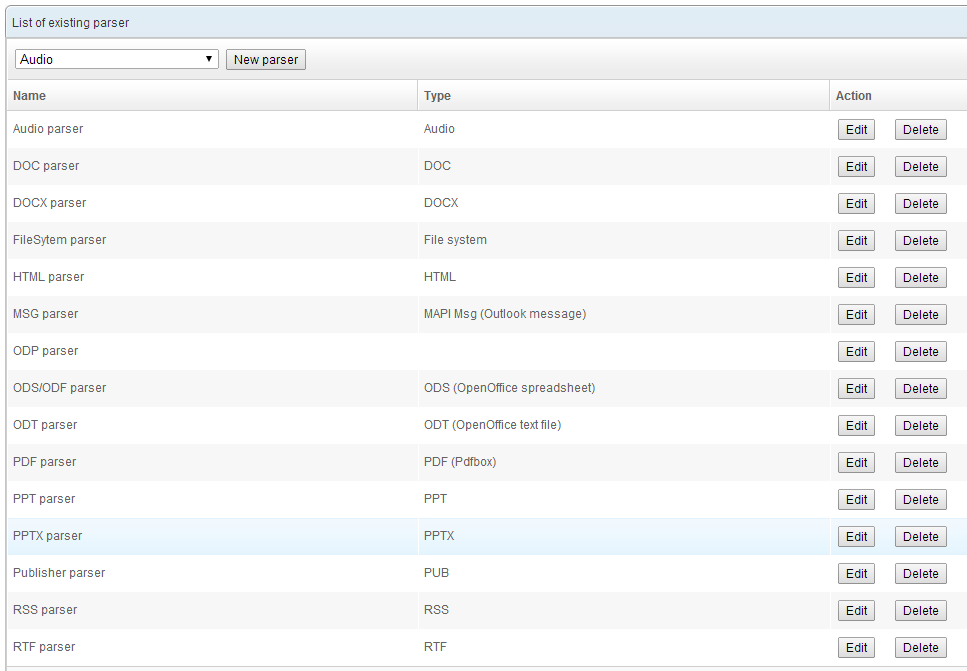 List of existing parser
Audio New parser
Name Type Action
Audio parser Audio Edit Delete
DOC parser DOC Edit Delete
DOCX parser DOCX Edit Delete
FileSytem parser File system Edit Delete
HTML parser HTML Edit Delete
MSG parser MAPI Msg (Outlook message) Edit Delete
ODP parser Edit Delete
ODS/ODF parser ODS (OpenOffice spreadsheet) Edit Delete
ODT parser ODT (OpenOffice text file) Edit Delete
PDF parser PDF (Pdfbox) Edit Delete
PPT parser PPT Edit Delete
PPTX parser PPTX Edit Delete
Publisher parser PUB Edit Delete
RSS parser RSS Edit Delete
RTF parser RTF Edit Delete